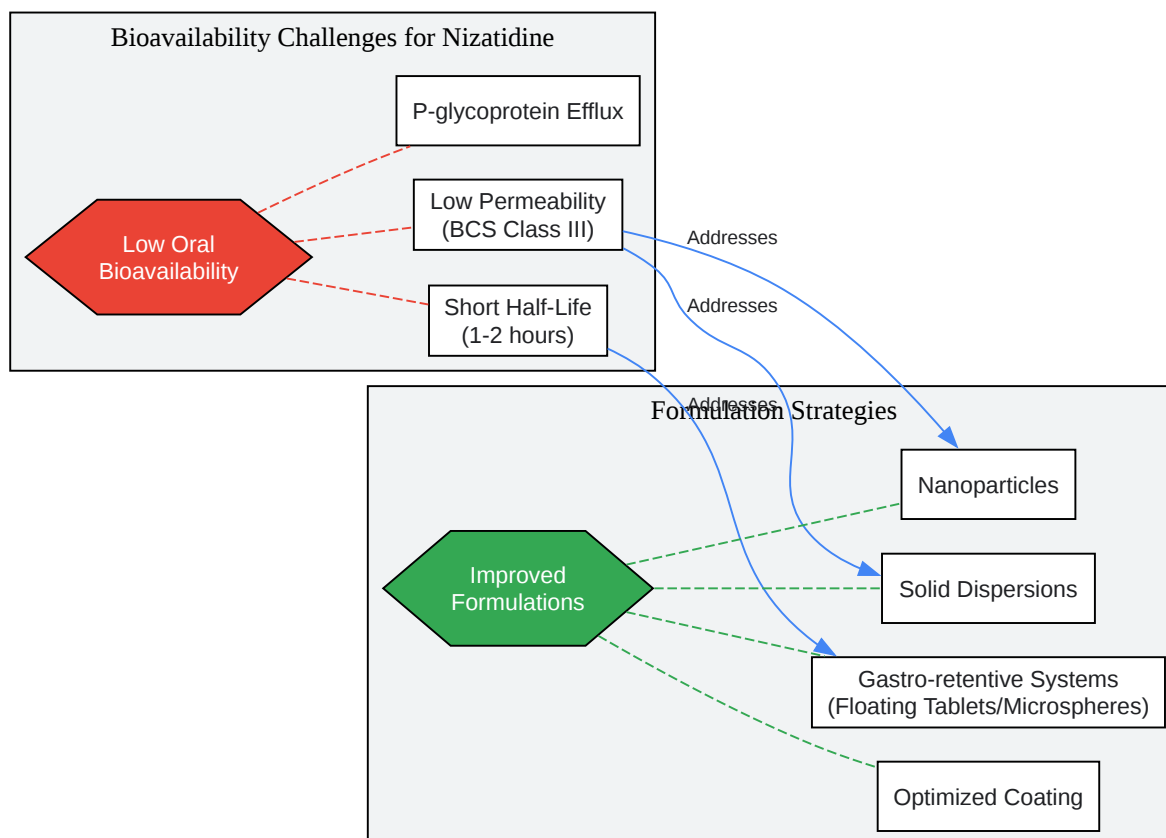 Bioavailability Challenges for Nizatidine
P-glycoprotein Efflux
Low Permeability
(BCS Class III)
Low Oral
Bioavailability
Short Half-Life
(1-2 hours)
Addresses
Addresses
Addresses
Formulation Strategies
Nanoparticles
Improved
Formulations
Solid Dispersions
Gastro-retentive Systems
(Floating Tablets/Microspheres)
Optimized Coating